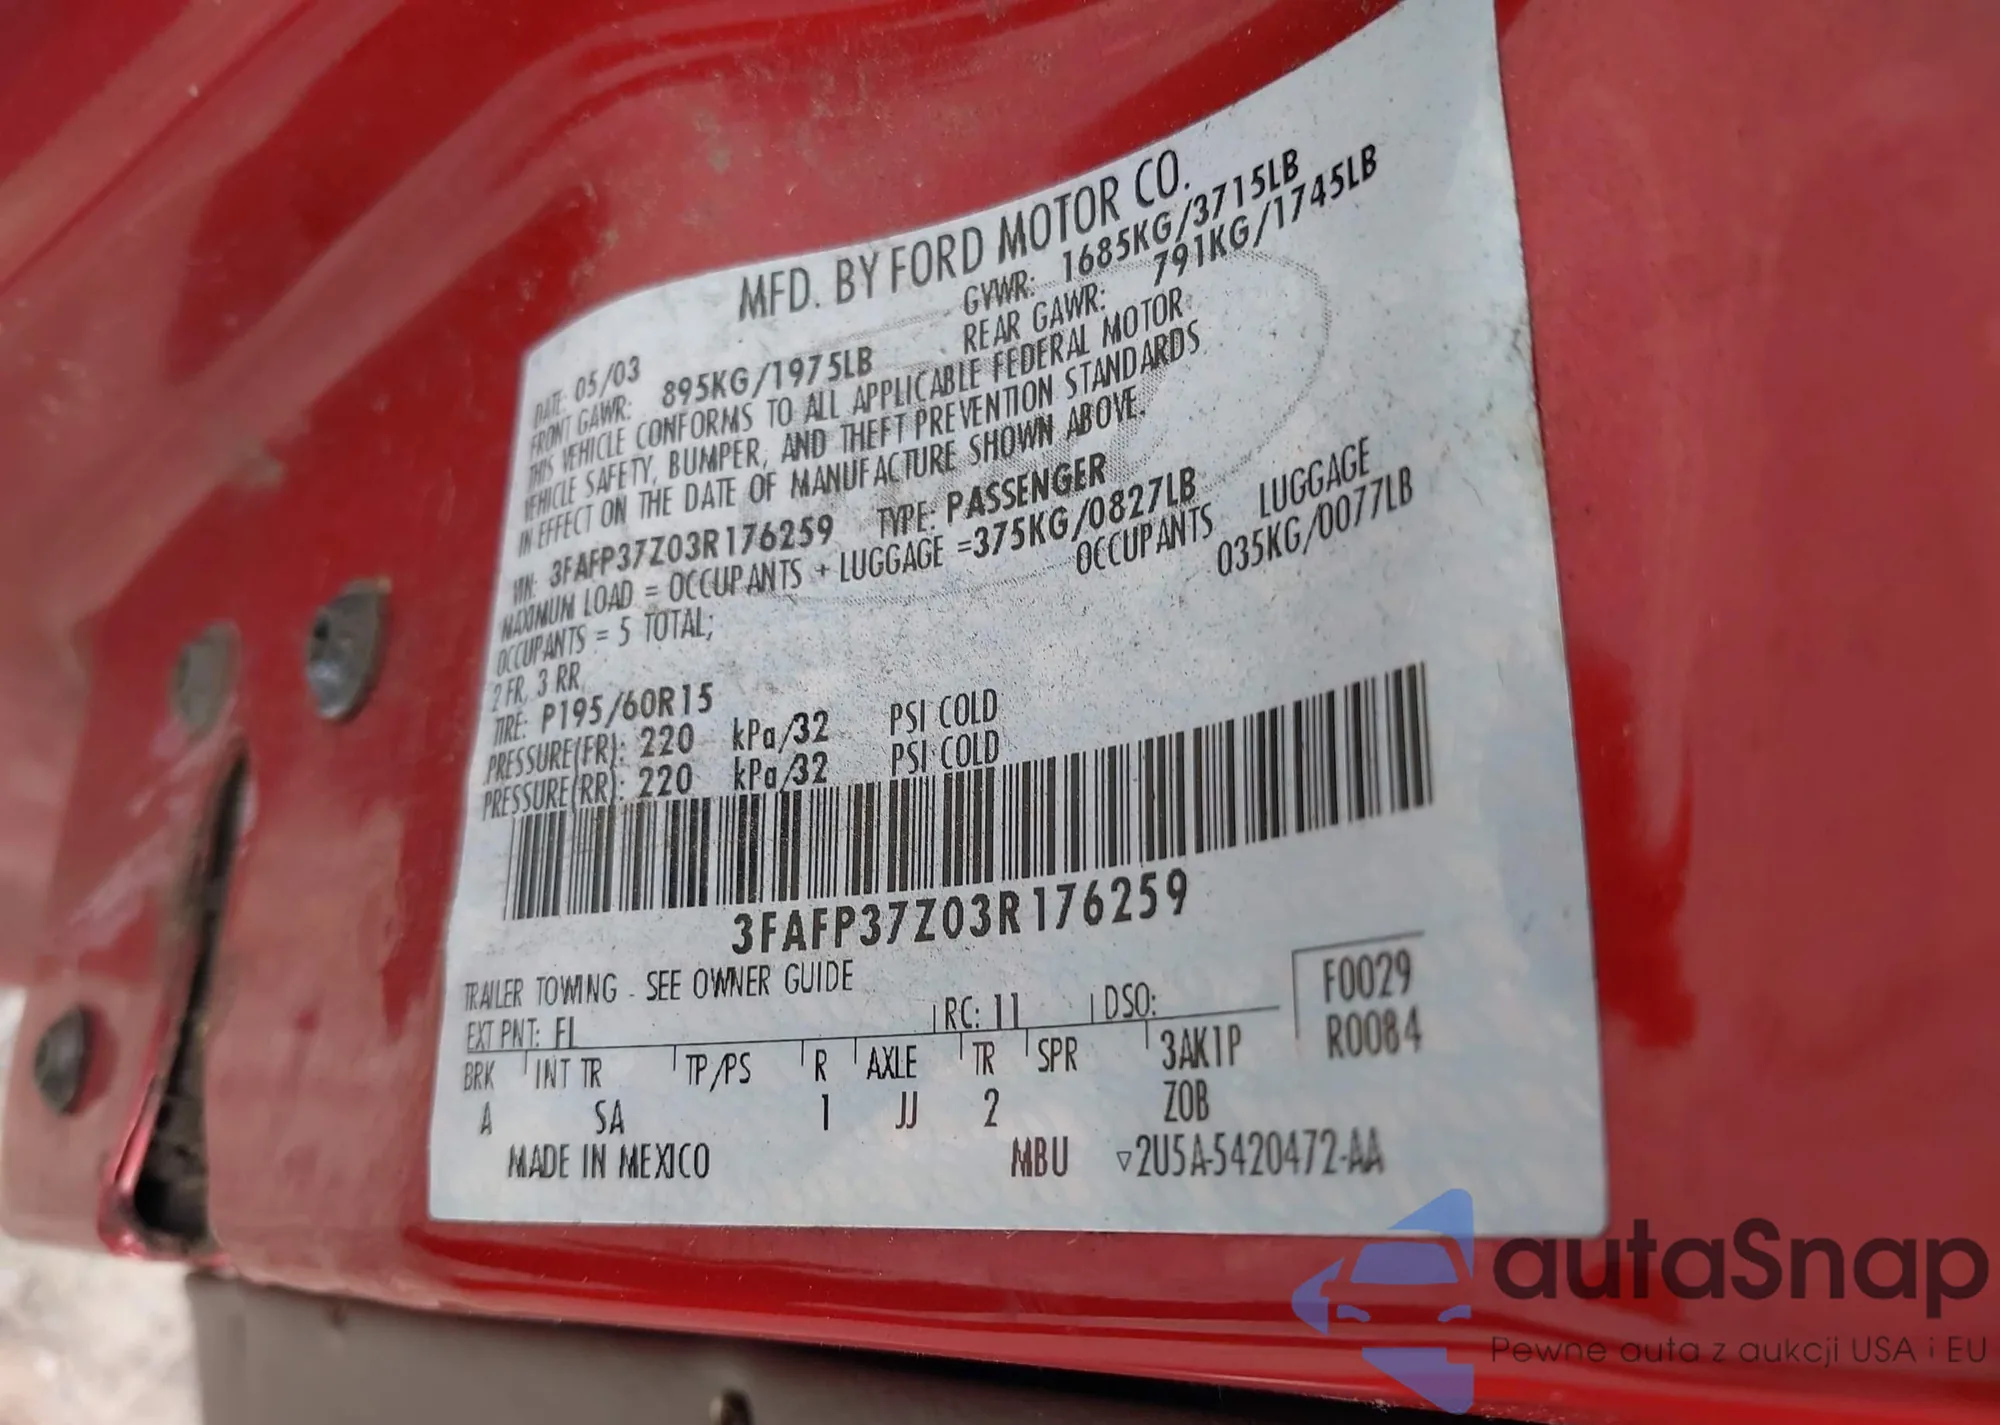 MFD. BY FORD MOTOR CO.
DATE: 05/03 GVWR: 1685KG/3715LB
FRONT GAWR: 895KG/1975LB REAR GAWR: 791KG/1745LB
THIS VEHICLE CONFORMS TO ALL APPLICABLE FEDERAL MOTOR
VEHICLE SAFETY, BUMPER, AND THEFT PREVENTION STANDARDS
IN EFFECT ON THE DATE OF MANUFACTURE SHOWN ABOVE.
VIN: 3FAFP37Z03R176259 TYPE: PASSENGER
MAXIMUM LOAD = OCCUPANTS + LUGGAGE =375KG/0827LB
OCCUPANTS = 5 TOTAL; OCCUPANTS LUGGAGE
2 FR, 3 RR 035KG/0077LB
TIRE: P195/60R15
PRESSURE(FR): 220 kPa/32 PSI COLD
PRESSURE(RR): 220 kPa/32 PSI COLD
3FAFP37Z03R176259
TRAILER TOWING - SEE OWNER GUIDE
EXT PNT: FL RC: 11 DSO: F0029
BRK INT TR TP/PS R AXLE TR SPR 3AK1P R0084
A SA 1 JJ 2 ZOB
MADE IN MEXICO MBU ▽2U5A-5420472-AA
autaSnap
Pewne auta z aukcji USA i EU